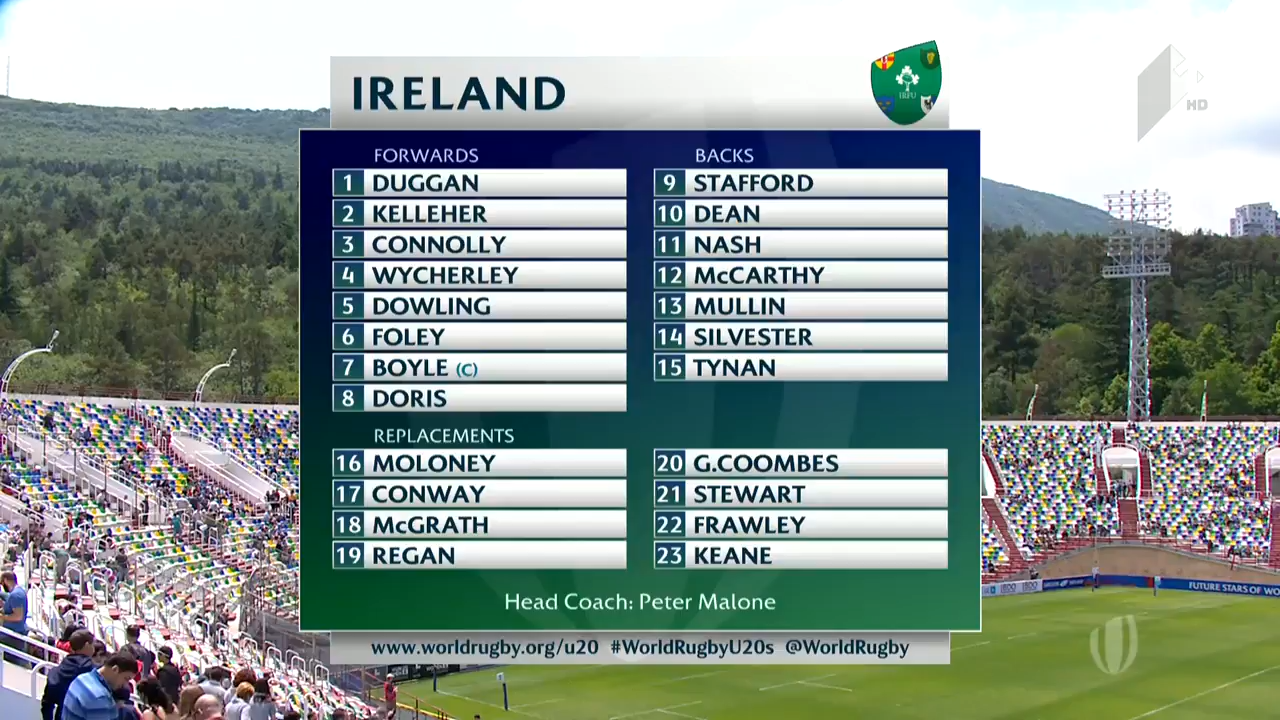 IRELAND
IRFU
HD
FORWARDS
1 DUGGAN
2 KELLEHER
3 CONNOLLY
4 WYCHERLEY
5 DOWLING
6 FOLEY
7 BOYLE (C)
8 DORIS
BACKS
9 STAFFORD
10 DEAN
11 NASH
12 McCARTHY
13 MULLIN
14 SILVESTER
15 TYNAN
REPLACEMENTS
16 MOLONEY
17 CONWAY
18 McGRATH
19 REGAN
20 G.COOMBES
21 STEWART
22 FRAWLEY
23 KEANE
Head Coach: Peter Malone
www.worldrugby.org/u20 #WorldRugbyU20s @WorldRugby
FUTURE STARS OF WO